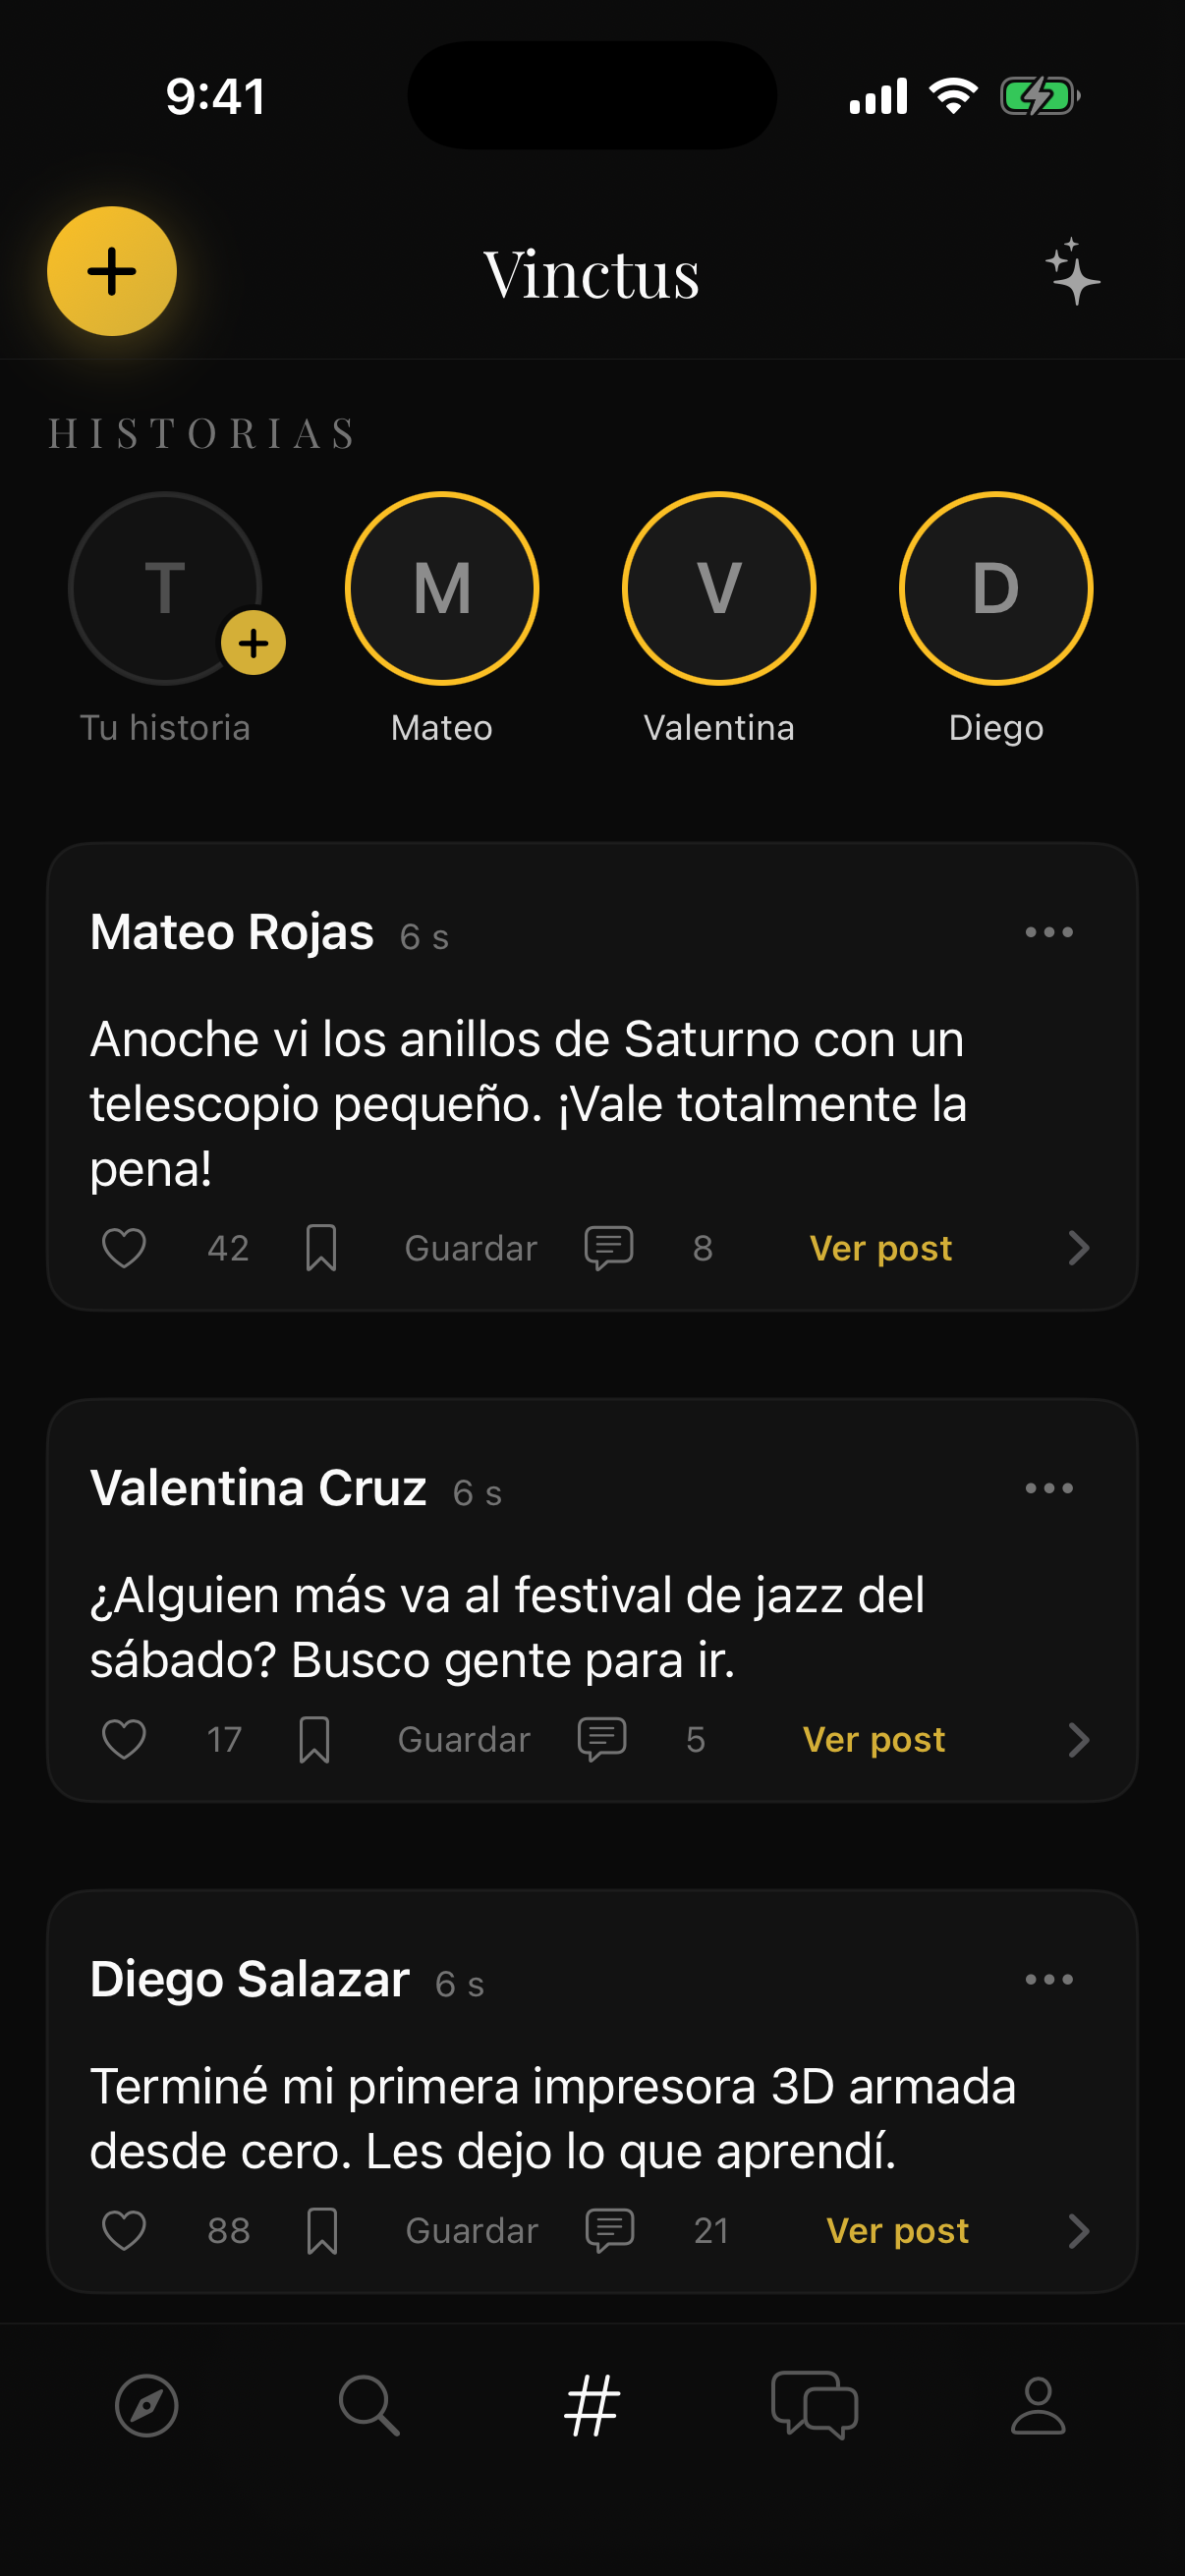 9:41
Vinctus
HISTORIAS
T
M
V
D
Tu historia
Mateo
Valentina
Diego
Mateo Rojas 6 s
Anoche vi los anillos de Saturno con un
telescopio pequeño. ¡Vale totalmente la
pena!
42 Guardar 8 Ver post
Valentina Cruz 6 s
¿Alguien más va al festival de jazz del
sábado? Busco gente para ir.
17 Guardar 5 Ver post
Diego Salazar 6 s
Terminé mi primera impresora 3D armada
desde cero. Les dejo lo que aprendí.
88 Guardar 21 Ver post